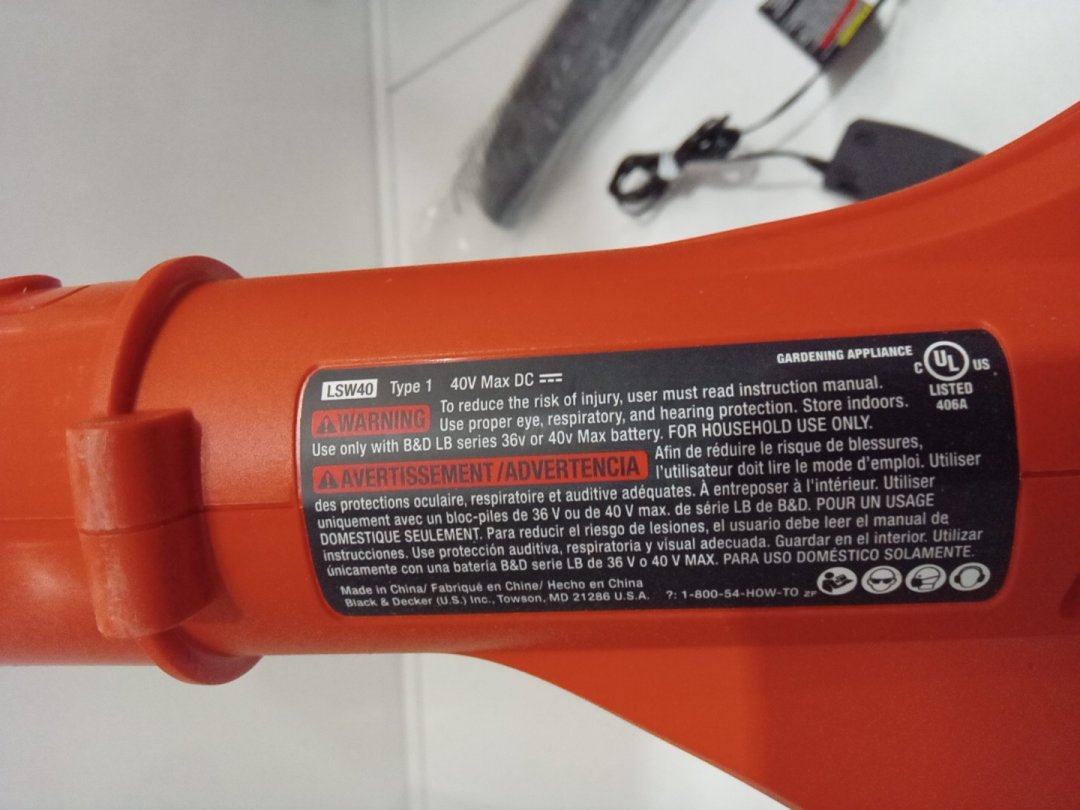 LSW40 Type 1 40V Max DC
GARDENING APPLIANCE
C UL US
LISTED
406A
WARNING To reduce the risk of injury, user must read instruction manual.
Use proper eye, respiratory, and hearing protection. Store indoors.
Use only with B&D LB series 36v or 40v Max battery. FOR HOUSEHOLD USE ONLY.
AVERTISSEMENT/ADVERTENCIA Afin de réduire le risque de blessures,
l'utilisateur doit lire le mode d'emploi. Utiliser
des protections oculaire, respiratoire et auditive adéquates. À entreposer à l'intérieur. Utiliser
uniquement avec un bloc-piles de 36 V ou de 40 V max. de série LB de B&D. POUR UN USAGE
DOMESTIQUE SEULEMENT. Para reducir el riesgo de lesiones, el usuario debe leer el manual de
instrucciones. Use protección auditiva, respiratoria y visual adecuada. Guardar en el interior. Utilizar
únicamente con una batería B&D serie LB de 36 V o 40 V MAX. PARA USO DOMÉSTICO SOLAMENTE.
Made in China/ Fabriqué en Chine/ Hecho en China
Black & Decker (U.S.) Inc., Towson, MD 21286 U.S.A. ?: 1-800-54-HOW-TO ZP